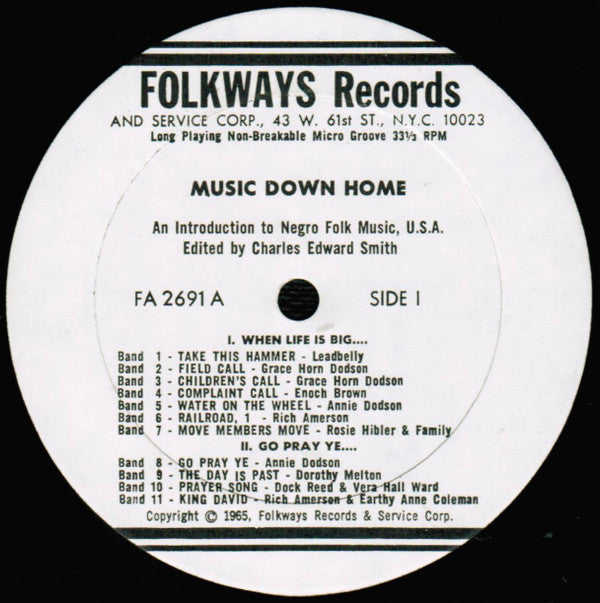 FOLKWAYS Records
AND SERVICE CORP., 43 W. 61st ST., N.Y.C. 10023
Long Playing Non-Breakable Micro Groove 33⅓ RPM
MUSIC DOWN HOME
An Introduction to Negro Folk Music, U.S.A.
Edited by Charles Edward Smith
FA 2691 A SIDE I
I. WHEN LIFE IS BIG....
Band 1 - TAKE THIS HAMMER - Leadbelly
Band 2 - FIELD CALL - Grace Horn Dodson
Band 3 - CHILDREN'S CALL - Grace Horn Dodson
Band 4 - COMPLAINT CALL - Enoch Brown
Band 5 - WATER ON THE WHEEL - Annie Dodson
Band 6 - RAILROAD, 1 - Rich Amerson
Band 7 - MOVE MEMBERS MOVE - Rosie Hibler & Family
II. GO PRAY YE....
Band 8 - GO PRAY YE - Annie Dodson
Band 9 - THE DAY IS PAST - Dorothy Melton
Band 10 - PRAYER SONG - Dock Reed & Vera Hall Ward
Band 11 - KING DAVID - Rich Amerson & Earthy Anne Coleman
Copyright © 1965, Folkways Records & Service Corp.